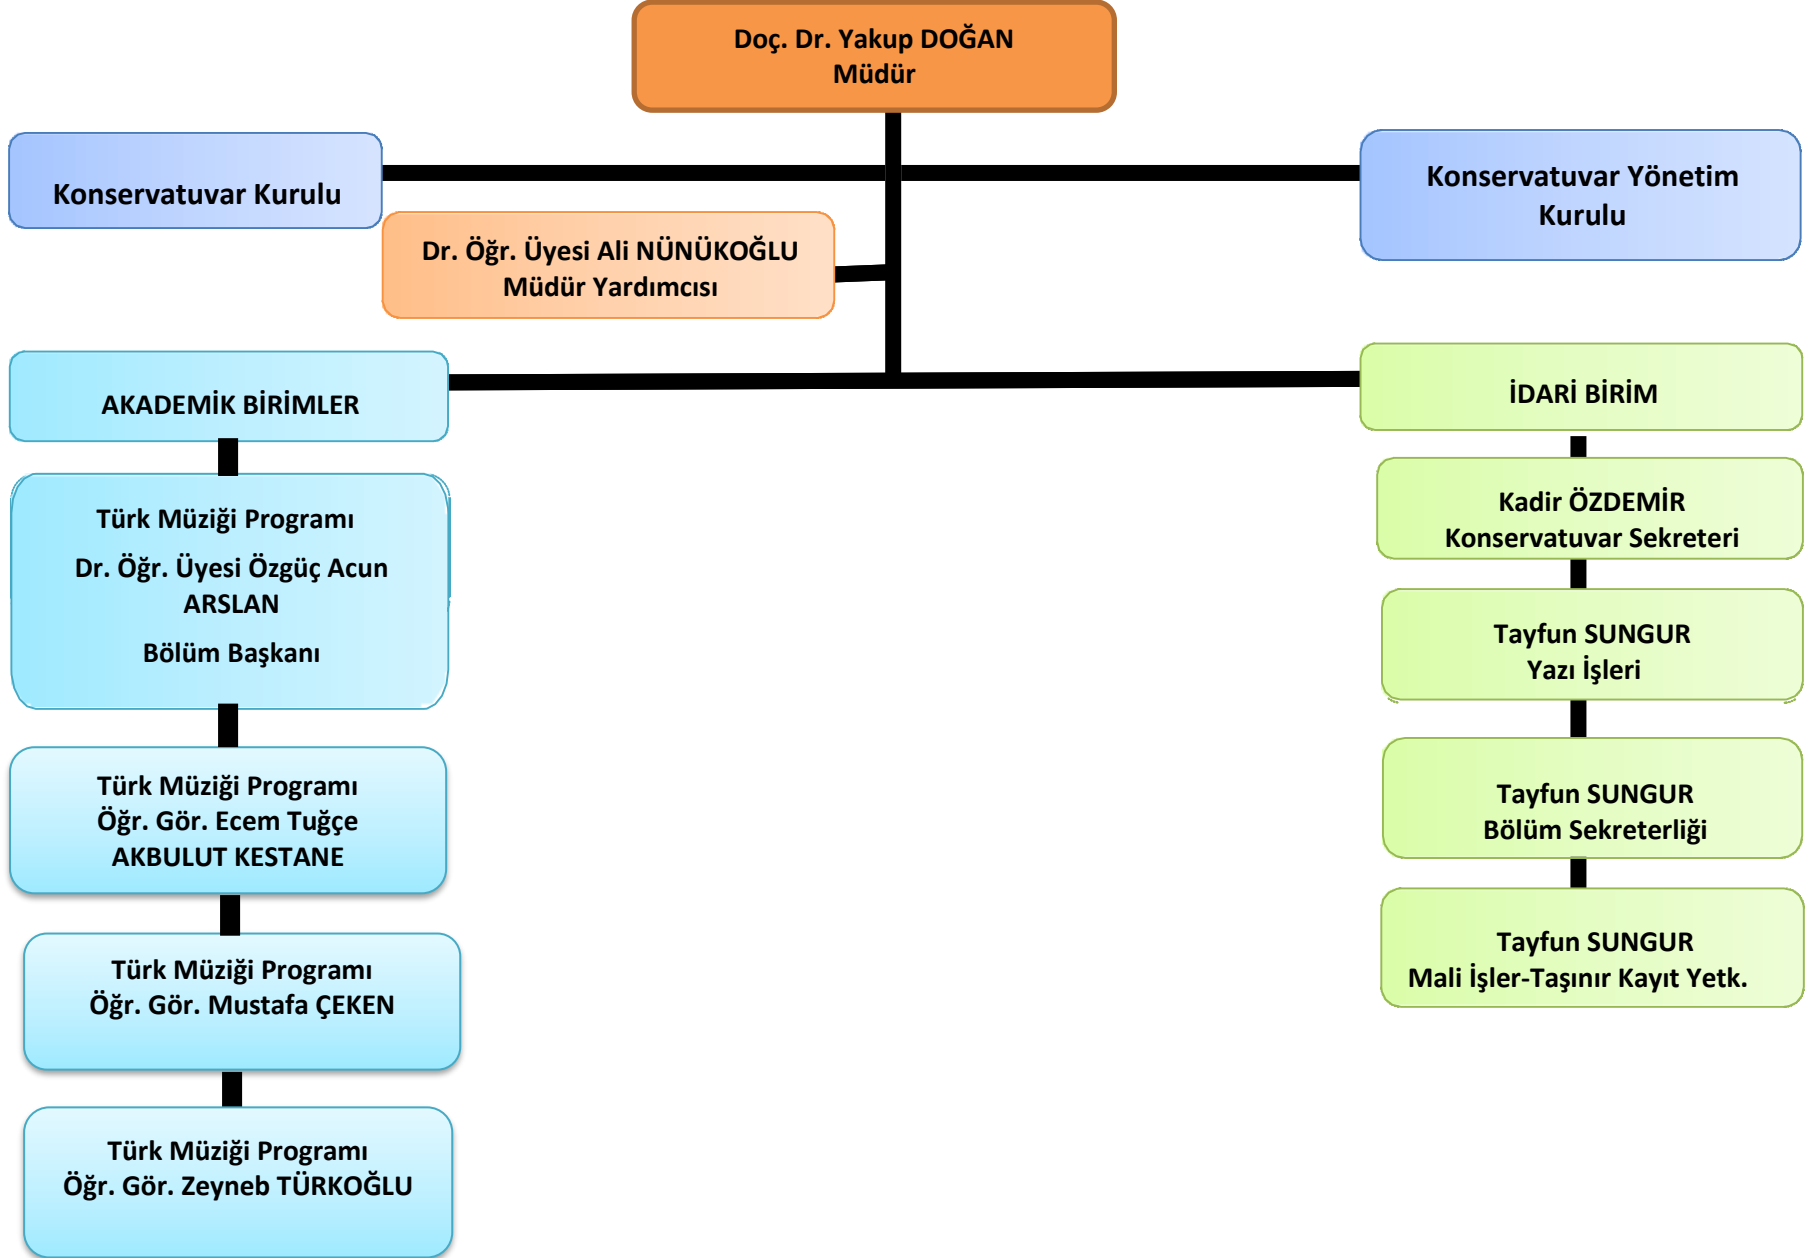 Doç. Dr. Yakup DOĞAN
Müdür
Konservatuvar Kurulu
Konservatuvar Yönetim
Kurulu
Dr. Öğr. Üyesi Ali NÜNÜKOĞLU
Müdür Yardımcısı
AKADEMİK BİRİMLER
Türk Müziği Programı
Dr. Öğr. Üyesi Özgüç Acun
ARSLAN
Bölüm Başkanı
Türk Müziği Programı
Öğr. Gör. Ecem Tuğçe
AKBULUT KESTANE
Türk Müziği Programı
Öğr. Gör. Mustafa ÇEKEN
Türk Müziği Programı
Öğr. Gör. Zeyneb TÜRKOĞLU
İDARİ BİRİM
Kadir ÖZDEMİR
Konservatuvar Sekreteri
Tayfun SUNGUR
Yazı İşleri
Tayfun SUNGUR
Bölüm Sekreterliği
Tayfun SUNGUR
Mali İşler-Taşınır Kayıt Yetk.